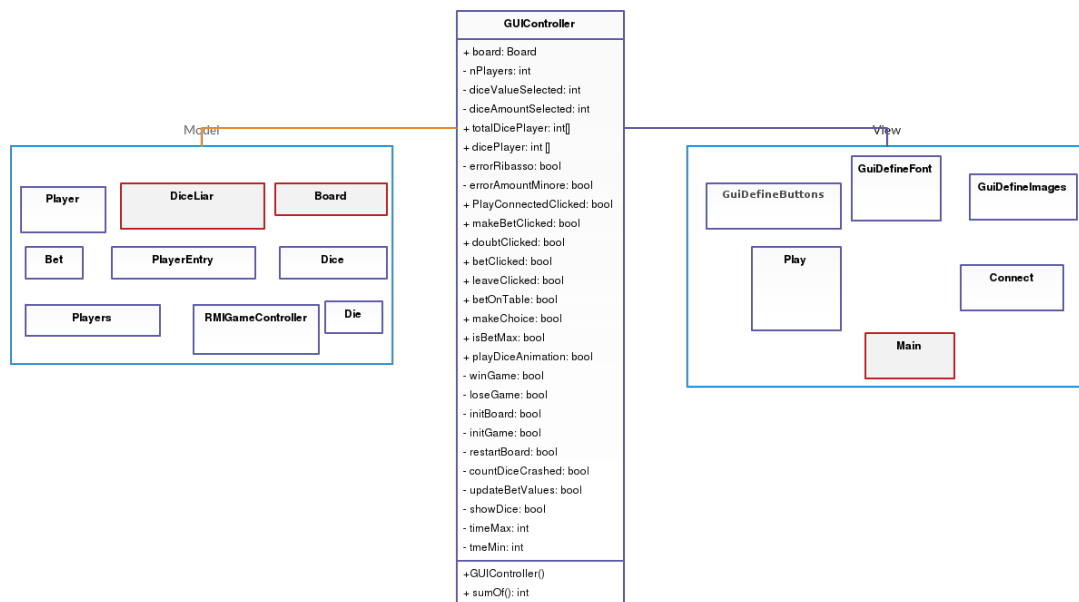 GUIController
+ board: Board
- nPlayers: int
- diceValueSelected: int
- diceAmountSelected: int
+ totalDicePlayer: int[]
+ dicePlayer: int []
- errorRibasso: bool
- errorAmountMinore: bool
+ PlayConnectedClicked: bool
+ makeBetClicked: bool
+ doubtClicked: bool
+ betClicked: bool
+ leaveClicked: bool
+ betOnTable: bool
+ makeChoice: bool
+ isBetMax: bool
+ playDiceAnimation: bool
- winGame: bool
- loseGame: bool
- initBoard: bool
- initGame: bool
- restartBoard: bool
- countDiceCrashed: bool
- updateBetValues: bool
- showDice: bool
- timeMax: int
- tmeMin: int
+GUIController()
+ sumOf(): int
Model
Player
DiceLiar
Board
Bet
PlayerEntry
Dice
Players
RMIGameController
Die
View
GuiDefineButtons
GuiDefineFont
GuiDefineImages
Play
Connect
Main